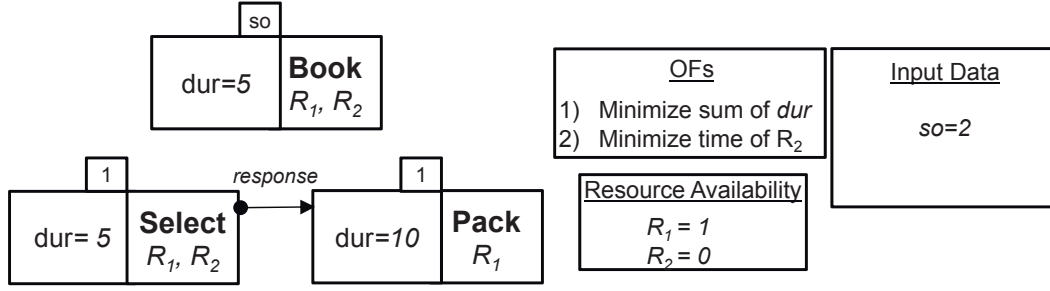 so
dur=5
Book
R1, R2
1
dur= 5
Select
R1, R2
response
1
dur=10
Pack
R1
OFs
1) Minimize sum of dur
2) Minimize time of R2
Resource Availability
R1 = 1
R2 = 0
Input Data
so=2